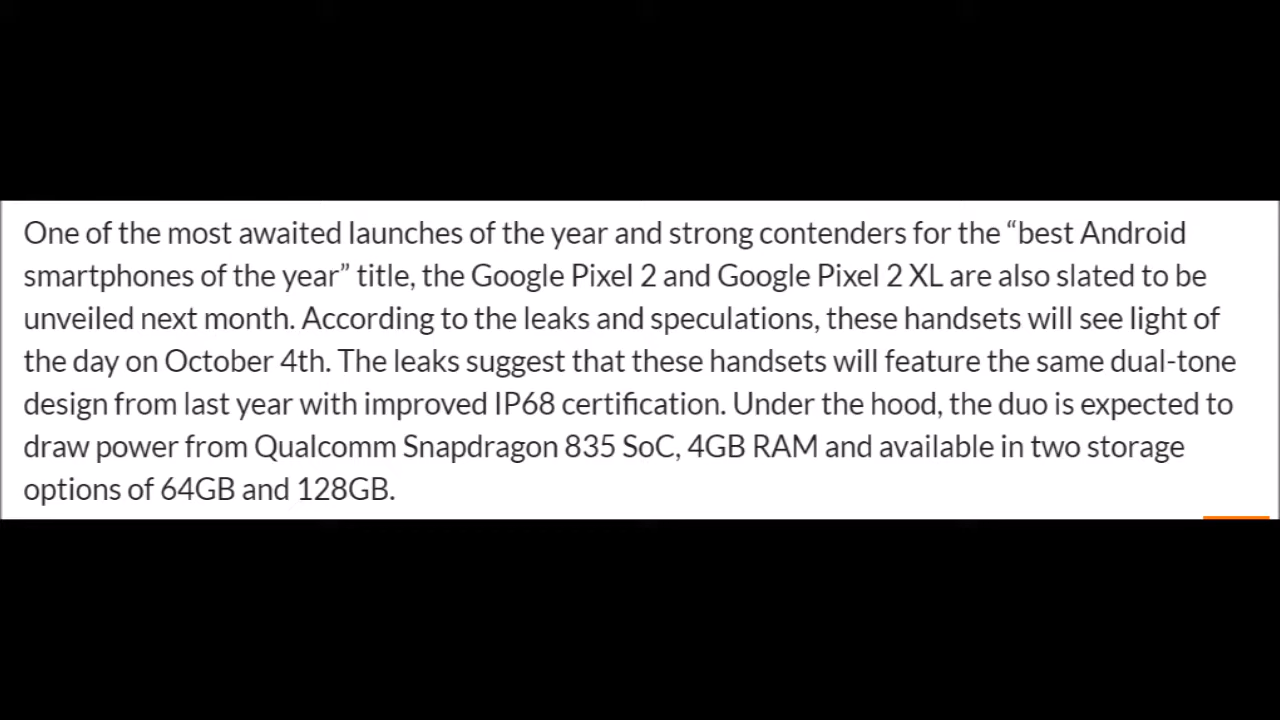 One of the most awaited launches of the year and strong contenders for the “best Android
smartphones of the year” title, the Google Pixel 2 and Google Pixel 2 XL are also slated to be
unveiled next month. According to the leaks and speculations, these handsets will see light of
the day on October 4th. The leaks suggest that these handsets will feature the same dual-tone
design from last year with improved IP68 certification. Under the hood, the duo is expected to
draw power from Qualcomm Snapdragon 835 SoC, 4GB RAM and available in two storage
options of 64GB and 128GB.